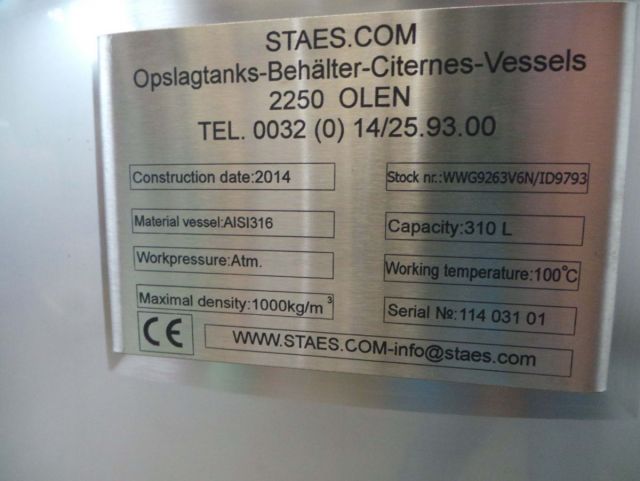 STAES.COM
Opslagtanks-Behälter-Citernes-Vessels
2250 OLEN
TEL. 0032 (0) 14/25.93.00
Construction date:2014
Stock nr.:WWG9263V6N/ID9793
Material vessel:AISI316
Capacity:310 L
Workpressure:Atm.
Working temperature:100°C
Maximal density:1000kg/m³
Serial №:114 031 01
CE
WWW.STAES.COM-info@staes.com